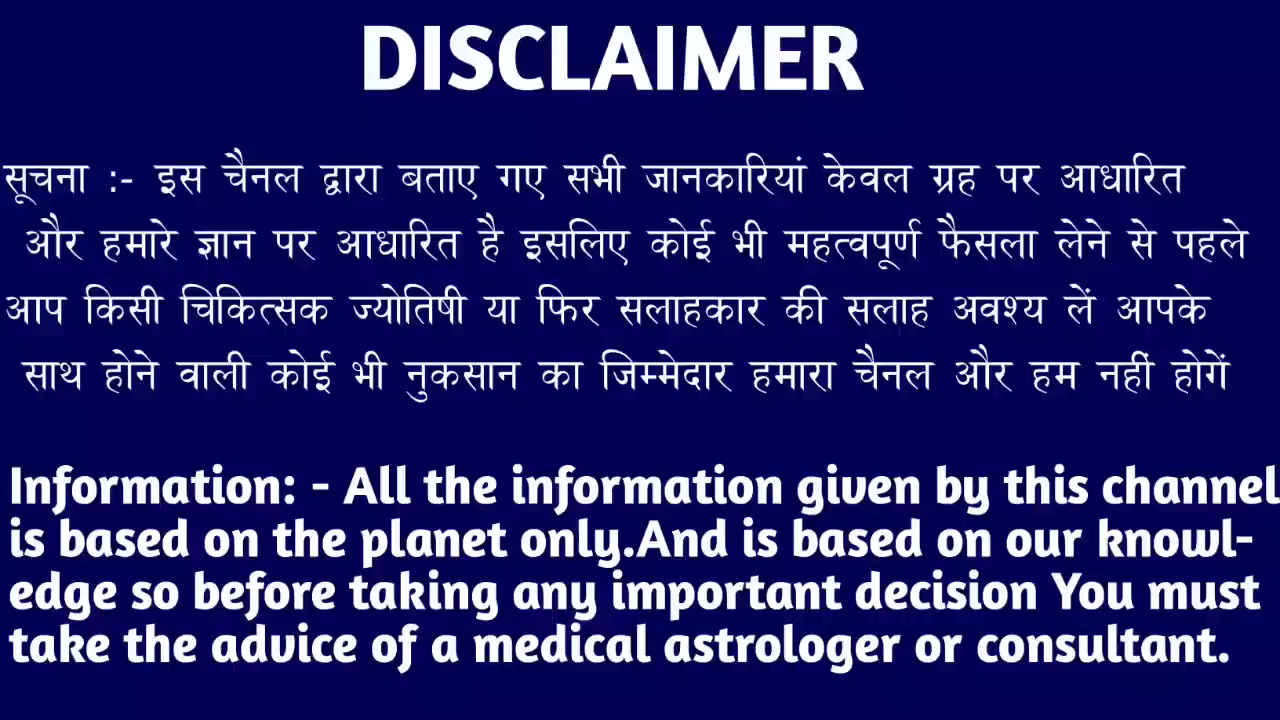 DISCLAIMER
सूचना :- इस चैनल द्वारा बताए गए सभी जानकारियां केवल ग्रह पर आधारित
और हमारे ज्ञान पर आधारित है इसलिए कोई भी महत्वपूर्ण फैसला लेने से पहले
आप किसी चिकित्सक ज्योतिषी या फिर सलाहकार की सलाह अवश्य लें आपके
साथ होने वाली कोई भी नुकसान का जिम्मेदार हमारा चैनल और हम नहीं होगें
Information: - All the information given by this channel
is based on the planet only.And is based on our knowl-
edge so before taking any important decision You must
take the advice of a medical astrologer or consultant.